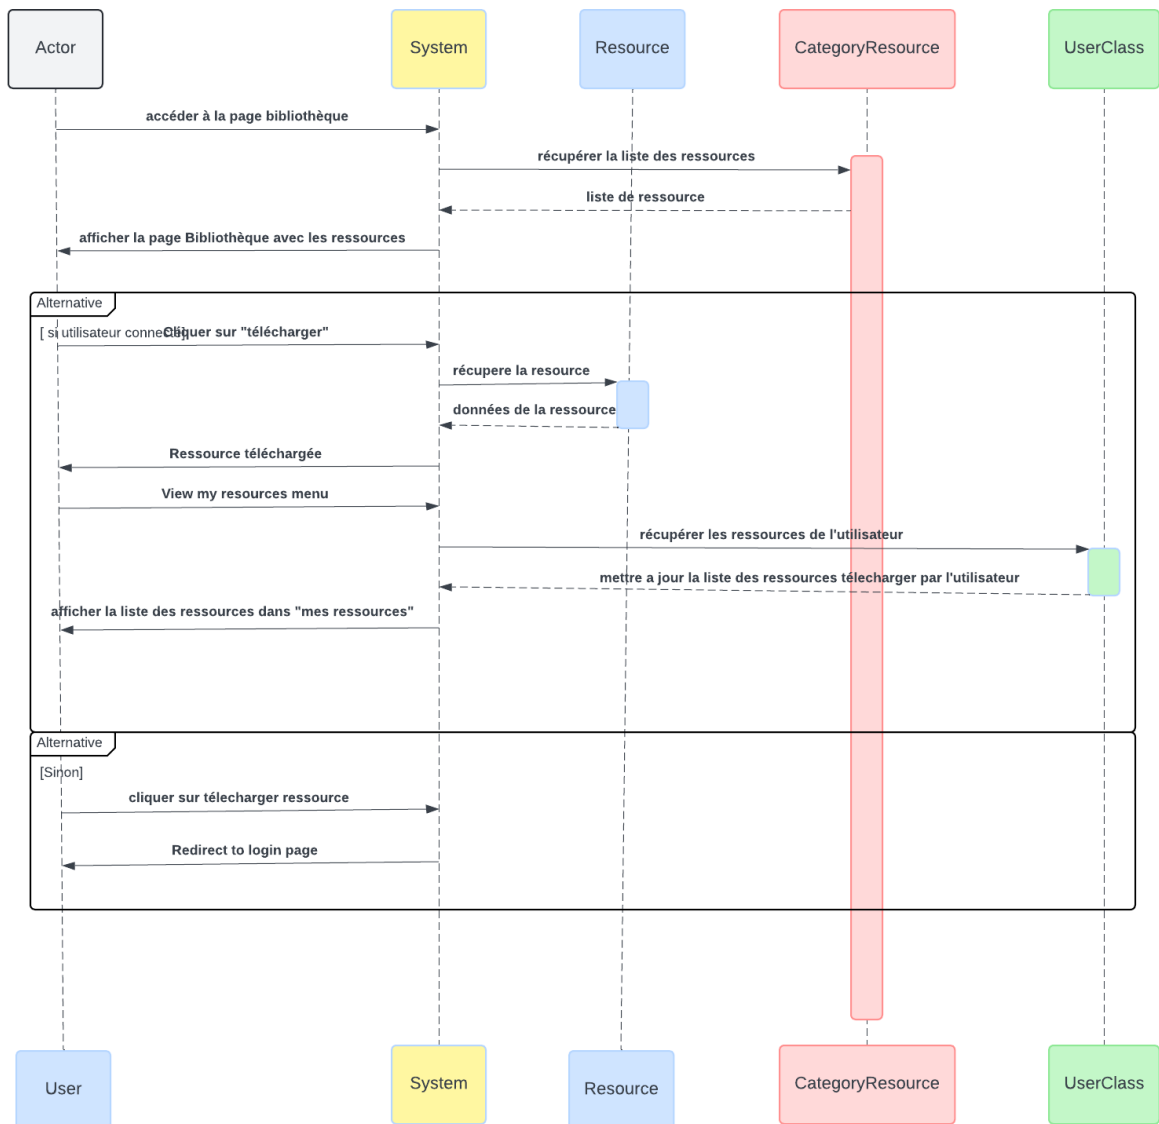 Actor
System
Resource
CategoryResource
UserClass
accéder à la page bibliothèque
récupérer la liste des ressources
liste de ressource
afficher la page Bibliothèque avec les ressources
Alternative
[ si utilisateur connecté]
Cliquer sur "télécharger"
récupere la resource
données de la ressource
Ressource téléchargée
View my resources menu
récupérer les ressources de l'utilisateur
mettre a jour la liste des ressources télecharger par l'utilisateur
afficher la liste des ressources dans "mes ressources"
Alternative
[Sinon]
cliquer sur télecharger ressource
Redirect to login page
User
System
Resource
CategoryResource
UserClass